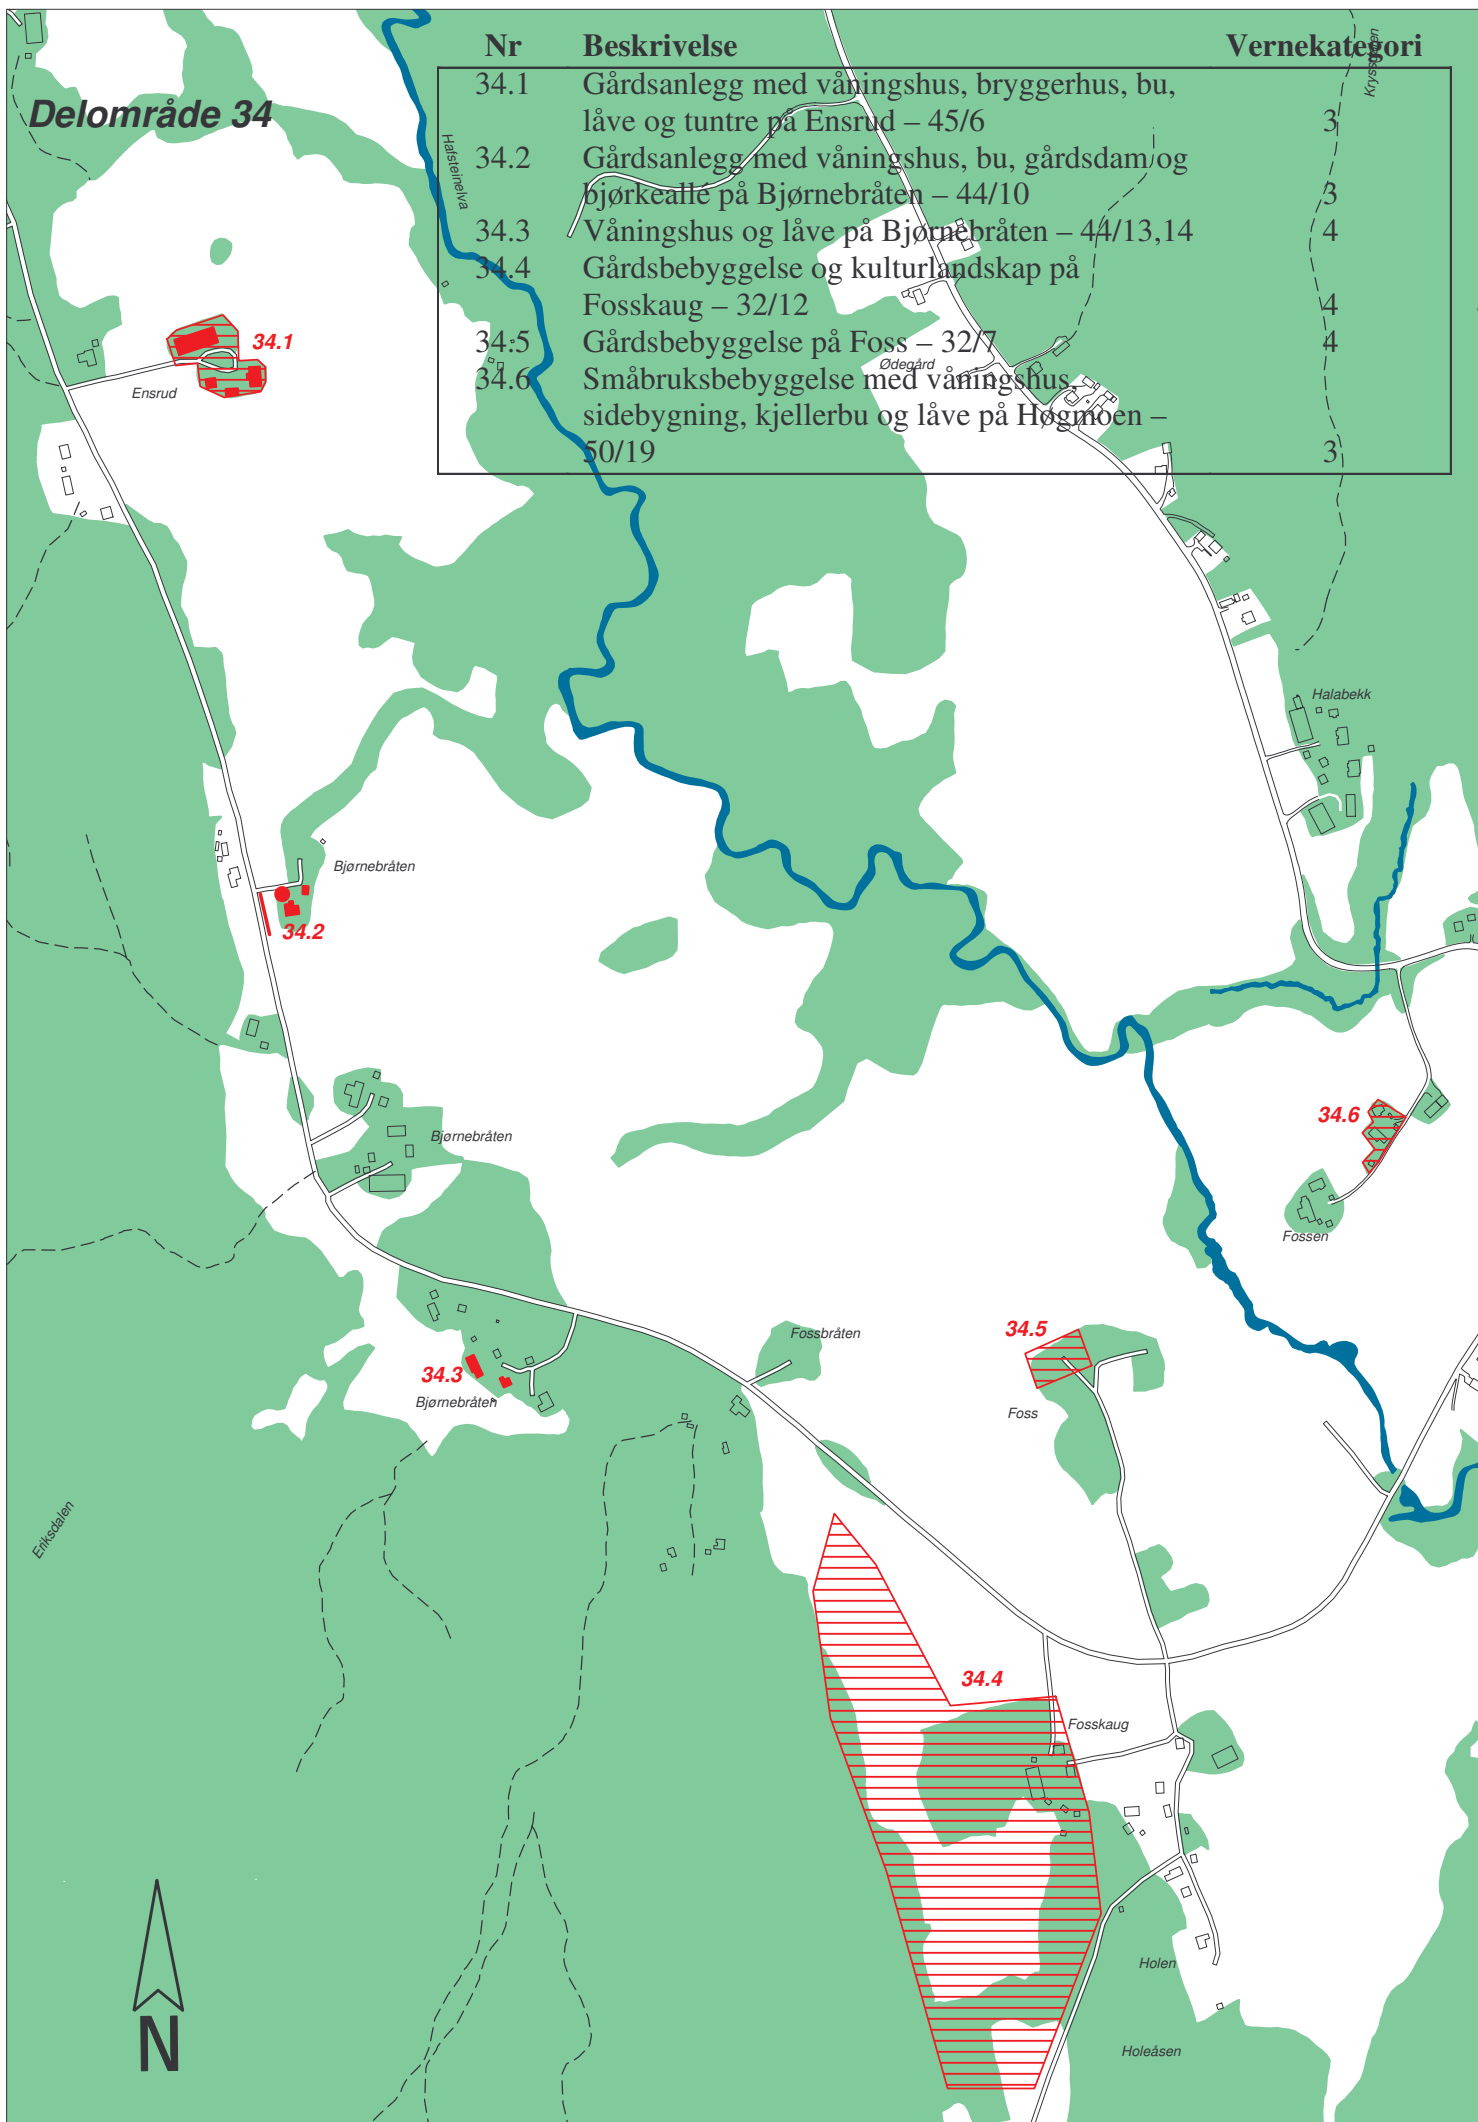 Nr Beskrivelse Vernekategori
Delområde 34
34.1 Gårdsanlegg med våningshus, bryggerhus, bu,
låve og tuntre på Ensrud – 45/6 3
34.2 Gårdsanlegg med våningshus, bu, gårdsdam og
bjørkeallé på Bjørnebråten – 44/10 3
34.3 Våningshus og låve på Bjørnebråten – 44/13,14 4
34.4 Gårdsbebyggelse og kulturlandskap på
Fosskaug – 32/12 4
34.5 Gårdsbebyggelse på Foss – 32/7 4
34.6 Småbruksbebyggelse med våningshus,
sidebygning, kjellerbu og låve på Høgmoen –
50/19 3
Hafsteinelva
34.1
Ensrud
Ødegård
Halabekk
Bjørnebråten
34.2
Bjørnebråten
34.6
Fossen
34.5
Fossbråten
34.3
Bjørnebråten
Foss
Eriksdalen
34.4
Fosskaug
Holen
Holeåsen
N